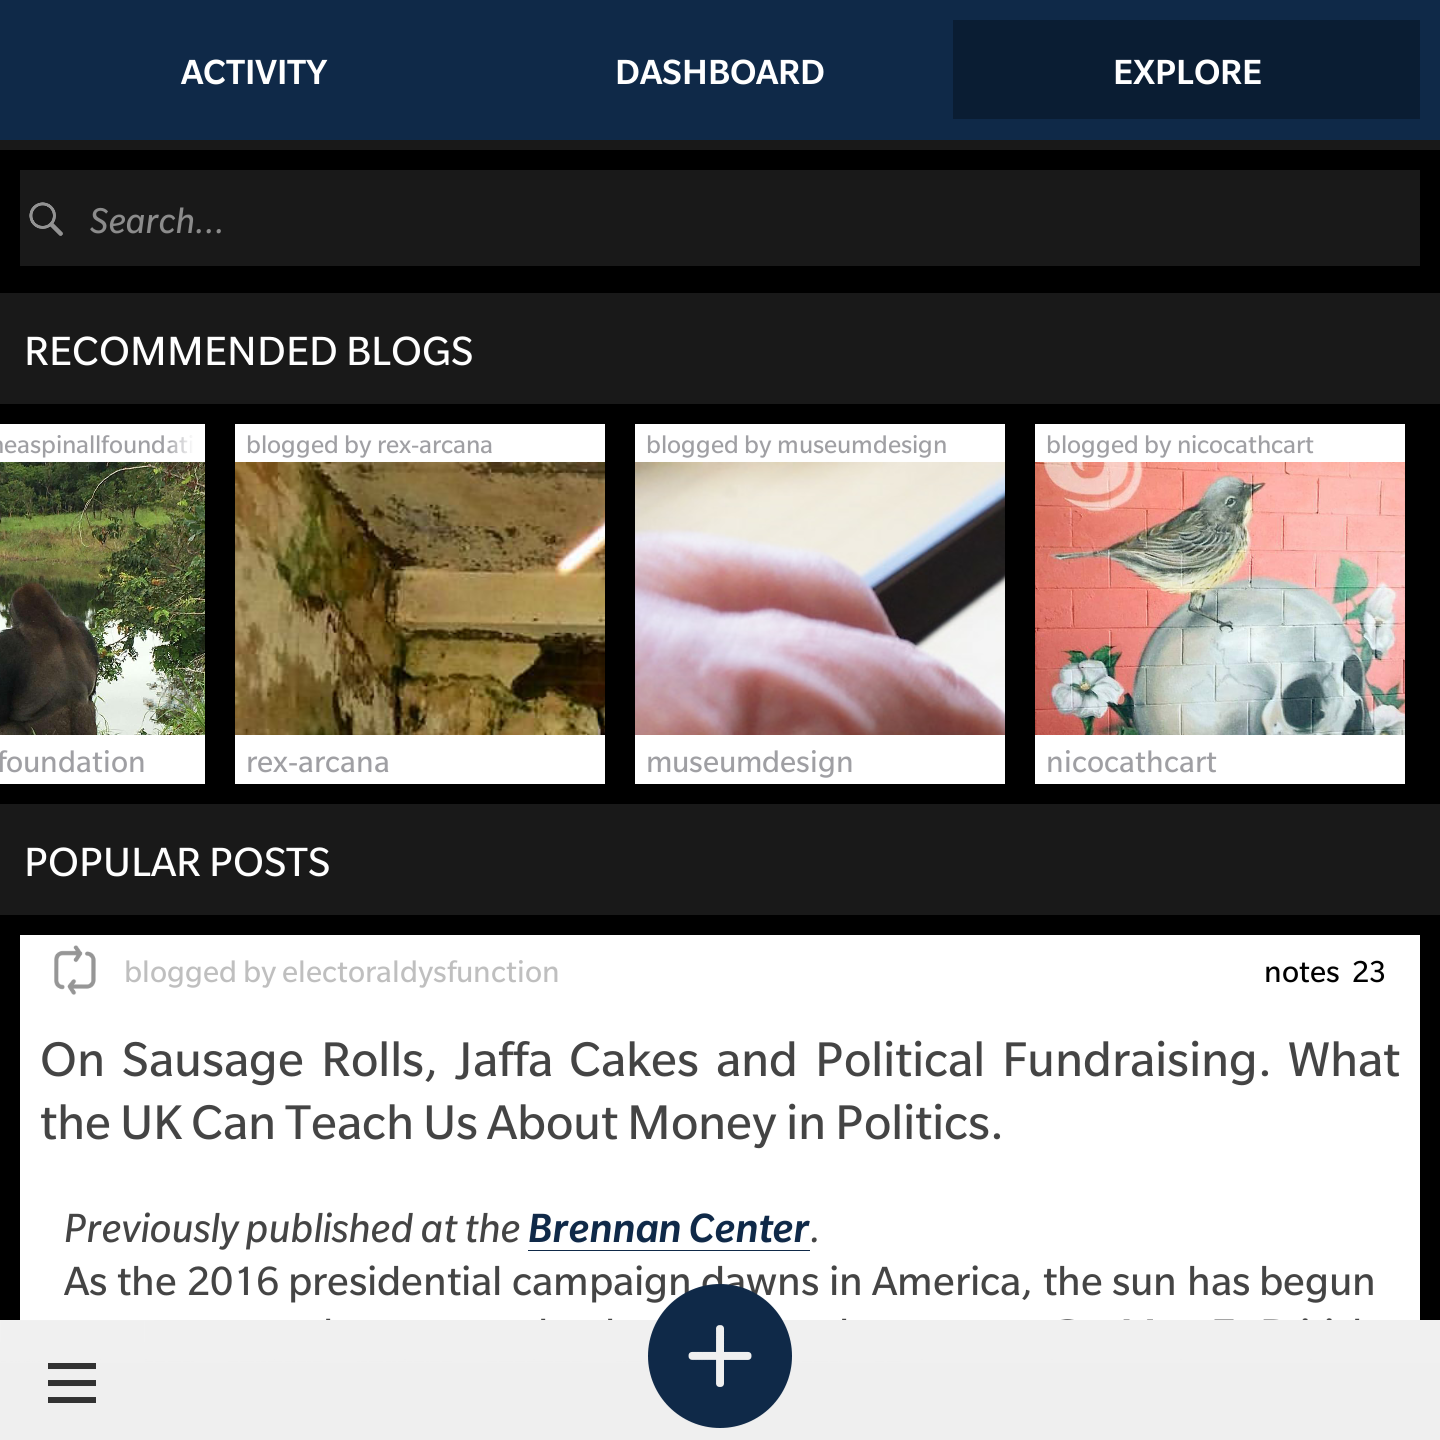 ACTIVITY DASHBOARD EXPLORE
Search...
RECOMMENDED BLOGS
blogged by rex-arcana
blogged by museumdesign
blogged by nicocathcart
foundation
rex-arcana
museumdesign
nicocathcart
POPULAR POSTS
blogged by electoraldysfunction notes 23
On Sausage Rolls, Jaffa Cakes and Political Fundraising. What
the UK Can Teach Us About Money in Politics.
Previously published at the Brennan Center.
As the 2016 presidential campaign dawns in America, the sun has begun